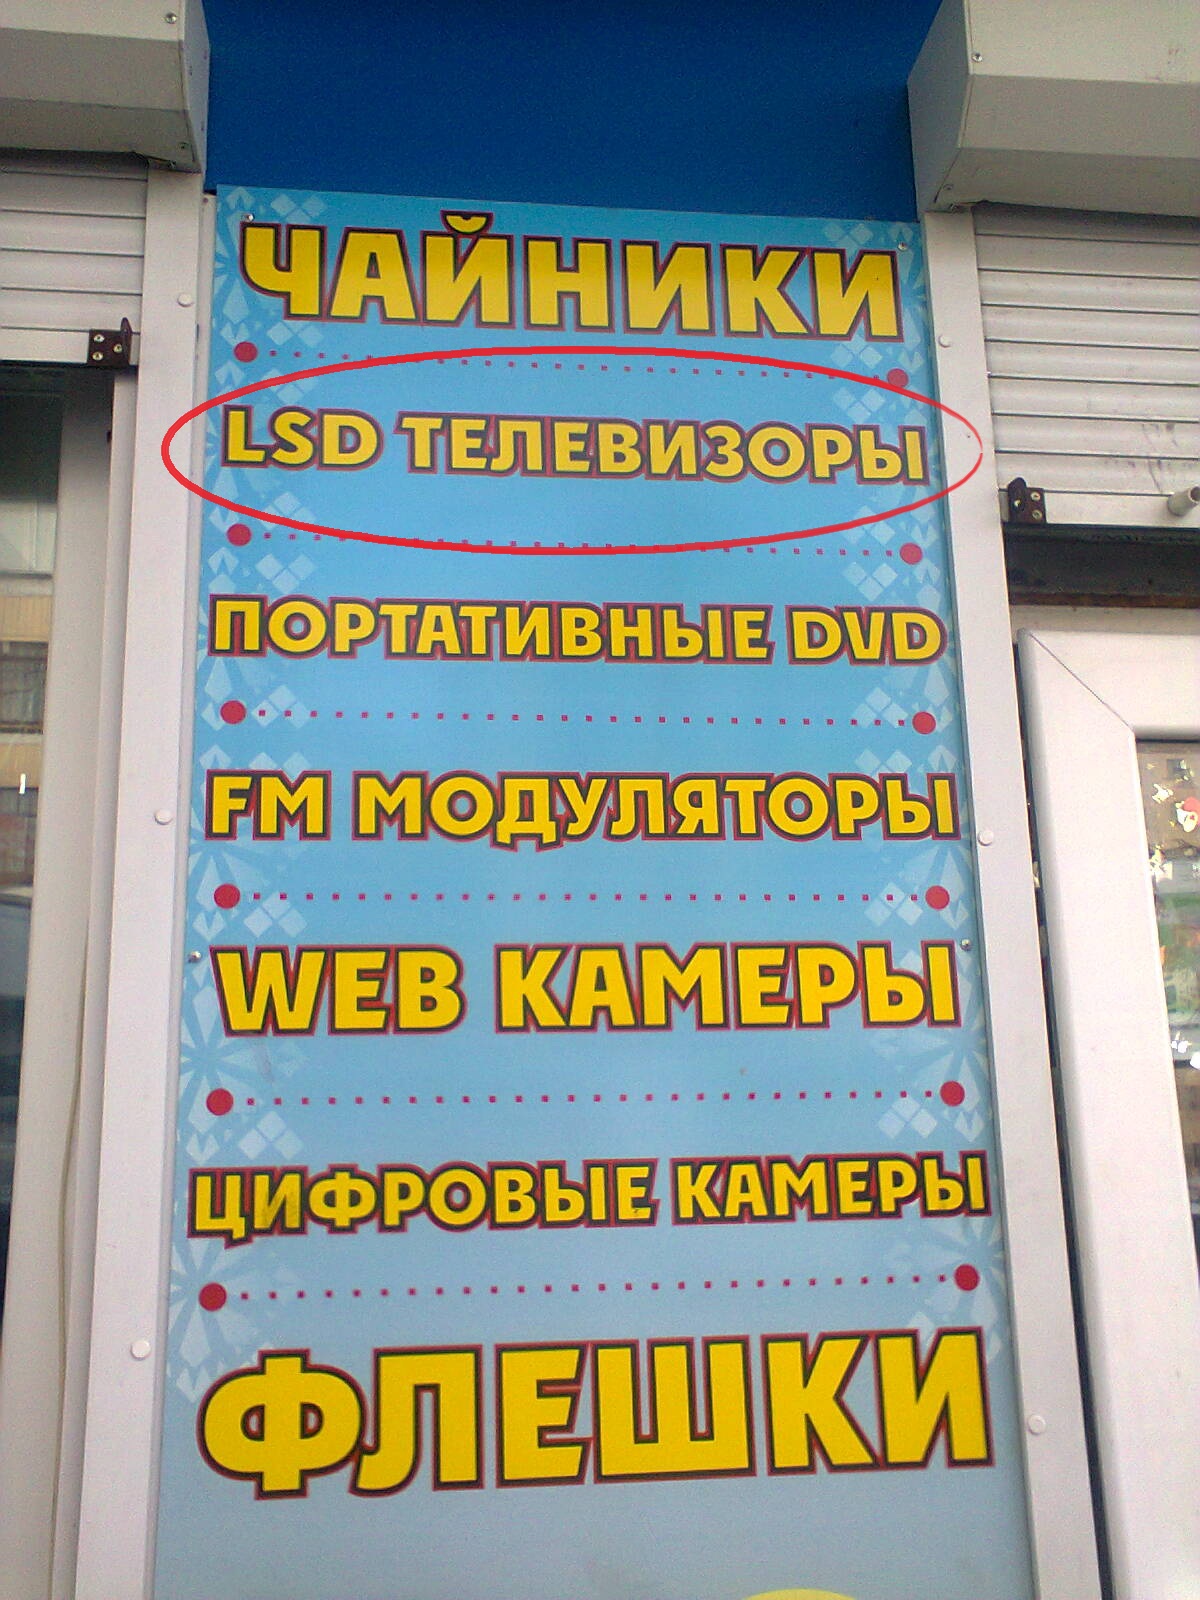 ЧАЙНИКИ
LSD ТЕЛЕВИЗОРЫ
ПОРТАТИВНЫЕ DVD
FM МОДУЛЯТОРЫ
WEB КАМЕРЫ
ЦИФРОВЫЕ КАМЕРЫ
ФЛЕШКИ